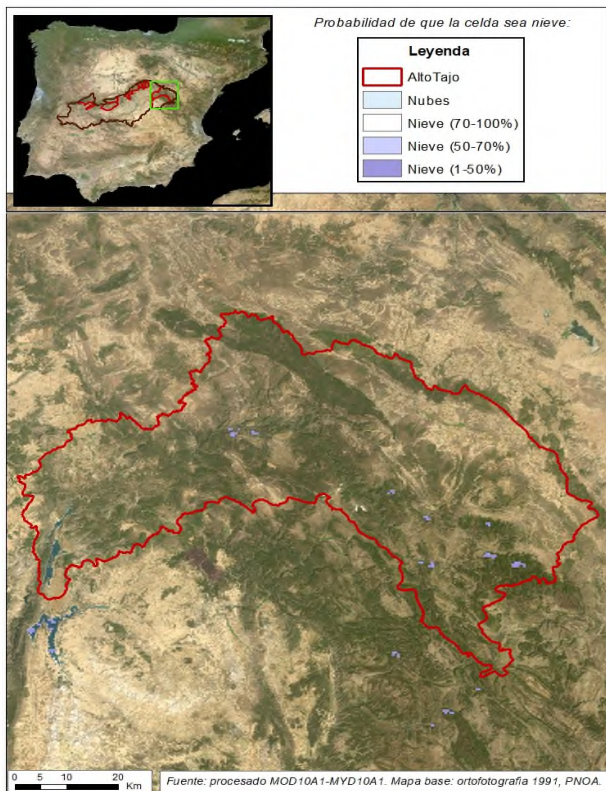 Probabilidad de que la celda sea nieve:
Leyenda
AltoTajo
Nubes
Nieve (70-100%)
Nieve (50-70%)
Nieve (1-50%)
0 5 10 20
Km
Fuente: procesado MOD10A1-MYD10A1. Mapa base: ortofotografia 1991, PNOA.